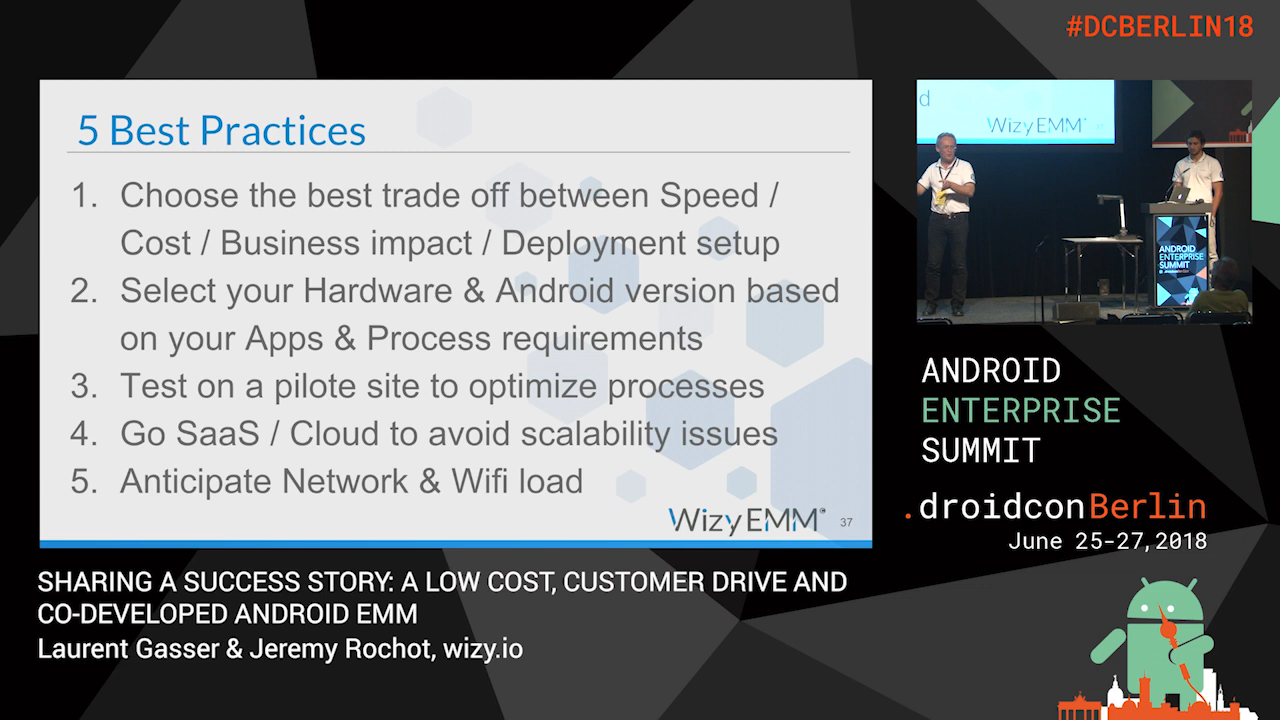 #DCBERLIN18
5 Best Practices
1. Choose the best trade off between Speed /
Cost / Business impact / Deployment setup
2. Select your Hardware & Android version based
on your Apps & Process requirements
3. Test on a pilote site to optimize processes
4. Go SaaS / Cloud to avoid scalability issues
5. Anticipate Network & Wifi load
WizyEMM
37
d
WizyEMM
ANDROID
ENTERPRISE
SUMMIT
ANDROID
ENTERPRISE
SUMMIT
.droidconBerlin
June 25-27, 2018
SHARING A SUCCESS STORY: A LOW COST, CUSTOMER DRIVE AND
CO-DEVELOPED ANDROID EMM
Laurent Gasser & Jeremy Rochot, wizy.io